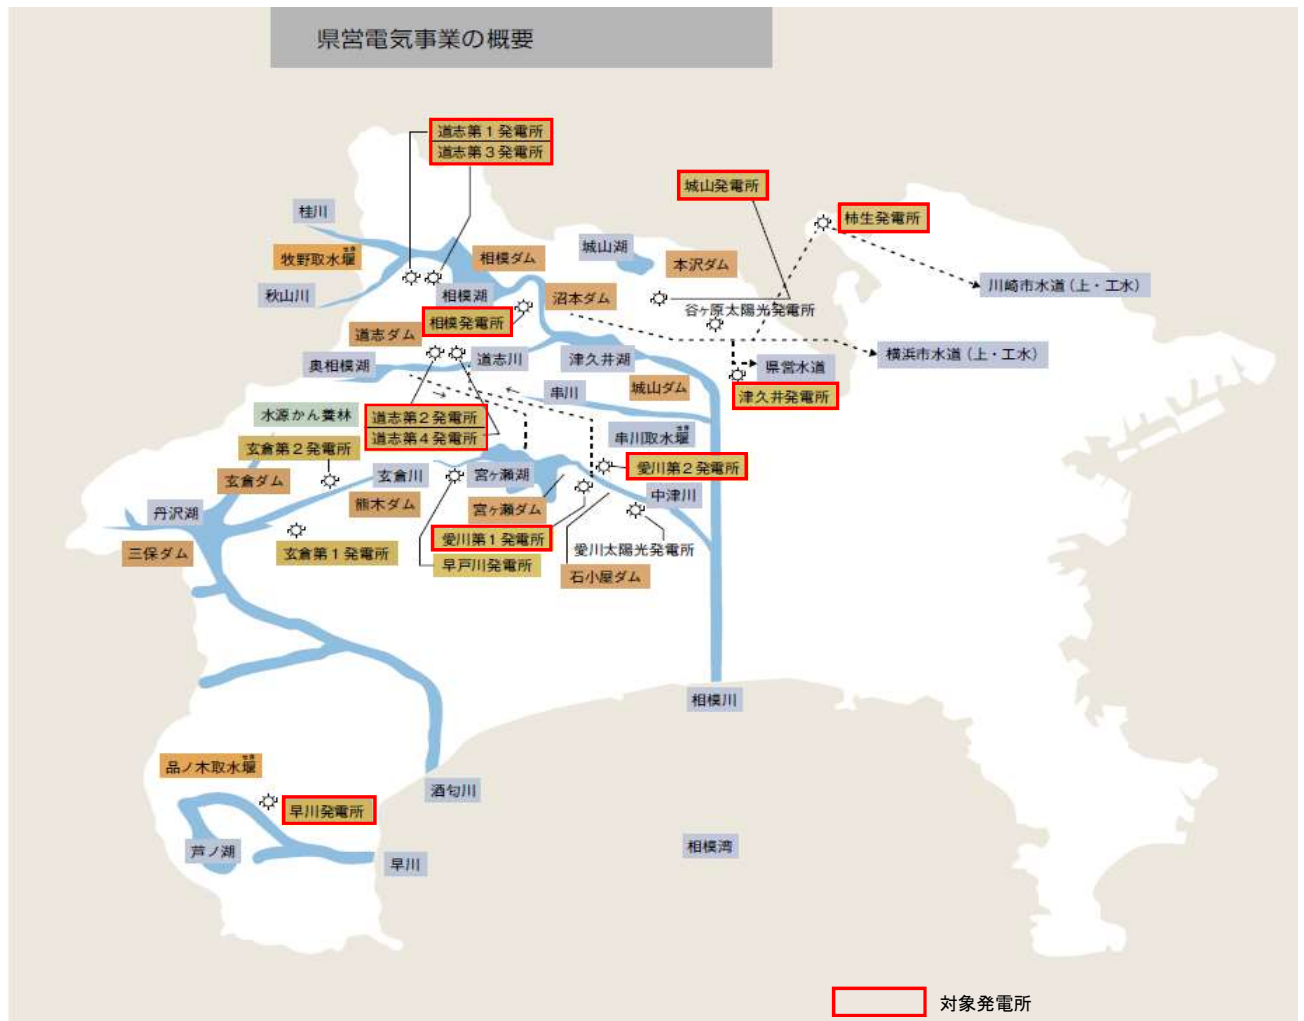 県営電気事業の概要
道志第1発電所
道志第3発電所
城山発電所
柿生発電所
桂川
牧野取水堰
相模ダム
城山湖
本沢ダム
川崎市水道(上・工水)
秋山川
相模湖
沼本ダム
谷ヶ原太陽光発電所
相模発電所
道志ダム
奥相模湖
道志川
津久井湖
県営水道
横浜市水道(上・工水)
串川
城山ダム
津久井発電所
水源かん養林
道志第2発電所
道志第4発電所
串川取水堰
玄倉第2発電所
玄倉ダム
玄倉川
宮ヶ瀬湖
愛川第2発電所
中津川
丹沢湖
熊木ダム
宮ヶ瀬ダム
三保ダム
玄倉第1発電所
愛川第1発電所
愛川太陽光発電所
早戸川発電所
石小屋ダム
相模川
品ノ木取水堰
酒匂川
早川発電所
芦ノ湖
早川
相模湾
対象発電所